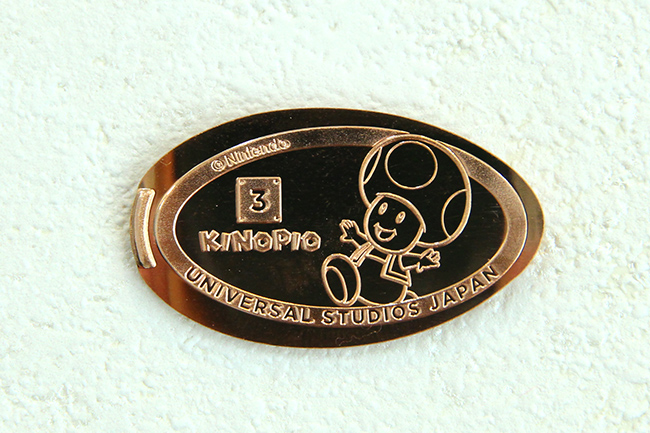 © Nintendo
3
KINOPIO
UNIVERSAL STUDIOS JAPAN